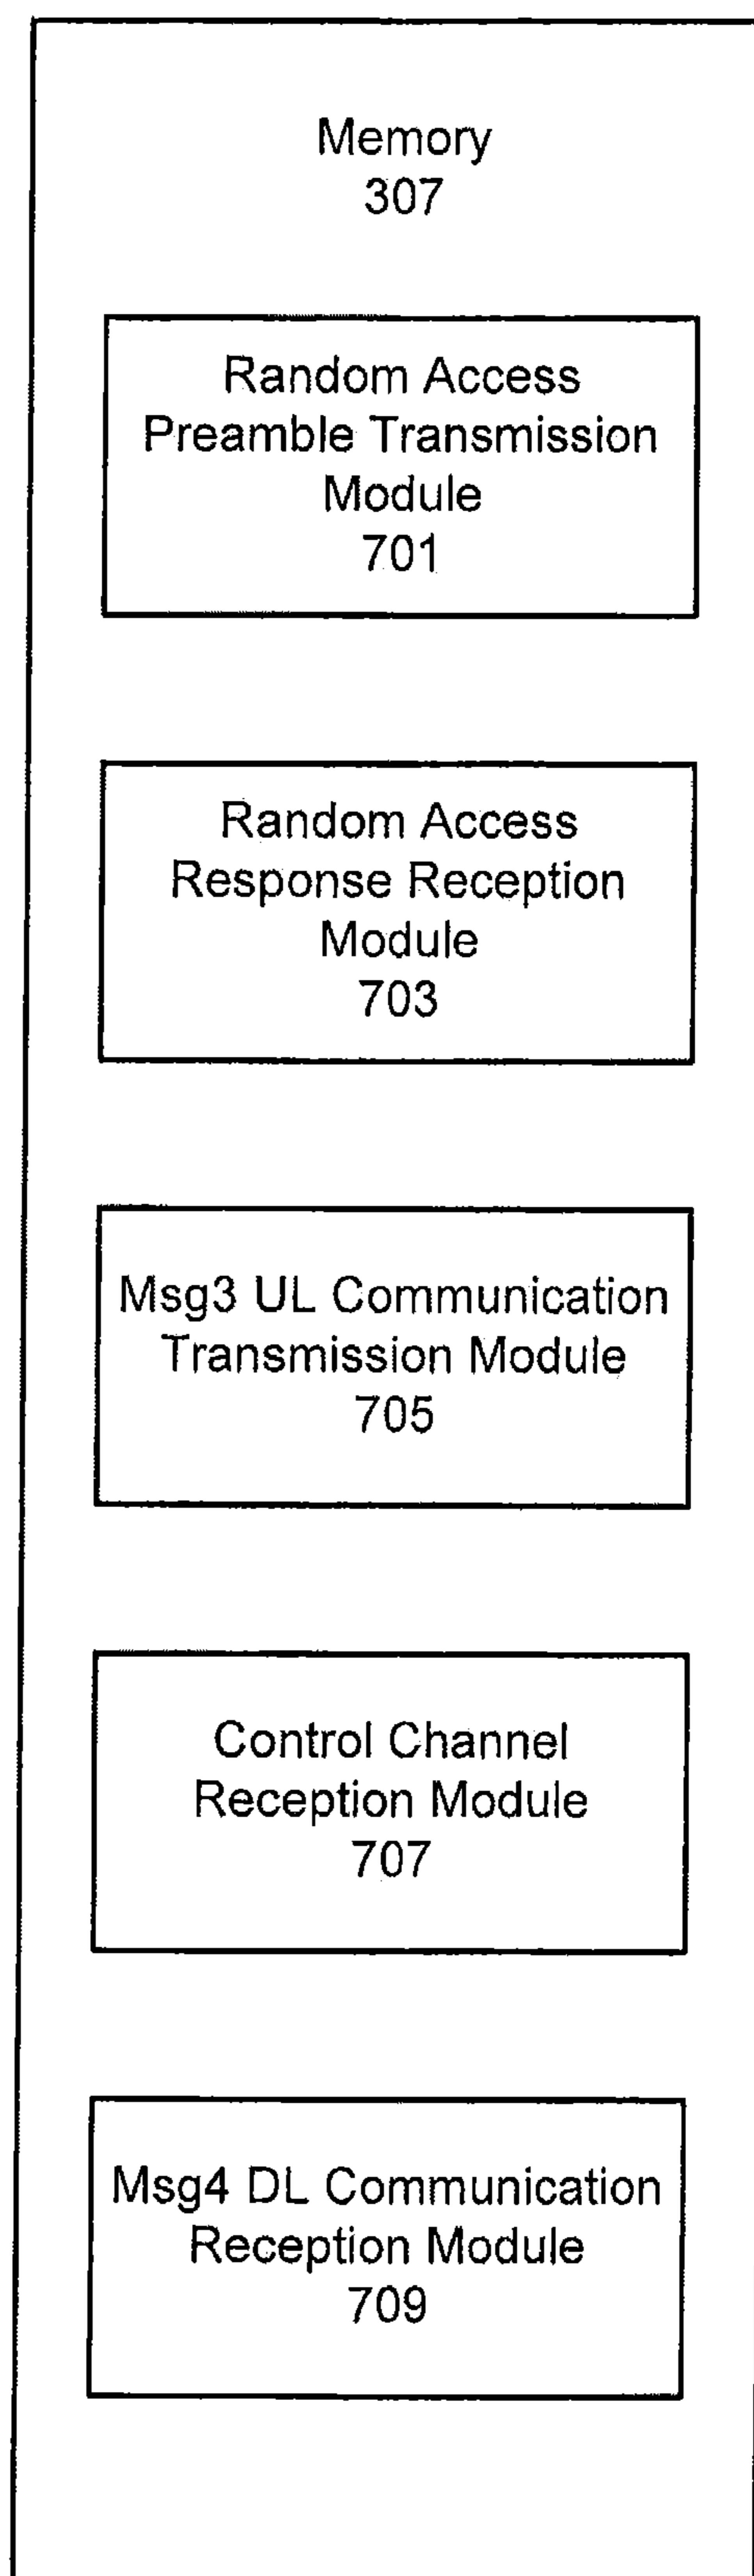 Memory
307
Random Access
Preamble Transmission
Module
701
Random Access
Response Reception
Module
703
Msg3 UL Communication
Transmission Module
705
Control Channel
Reception Module
707
Msg4 DL Communication
Reception Module
709